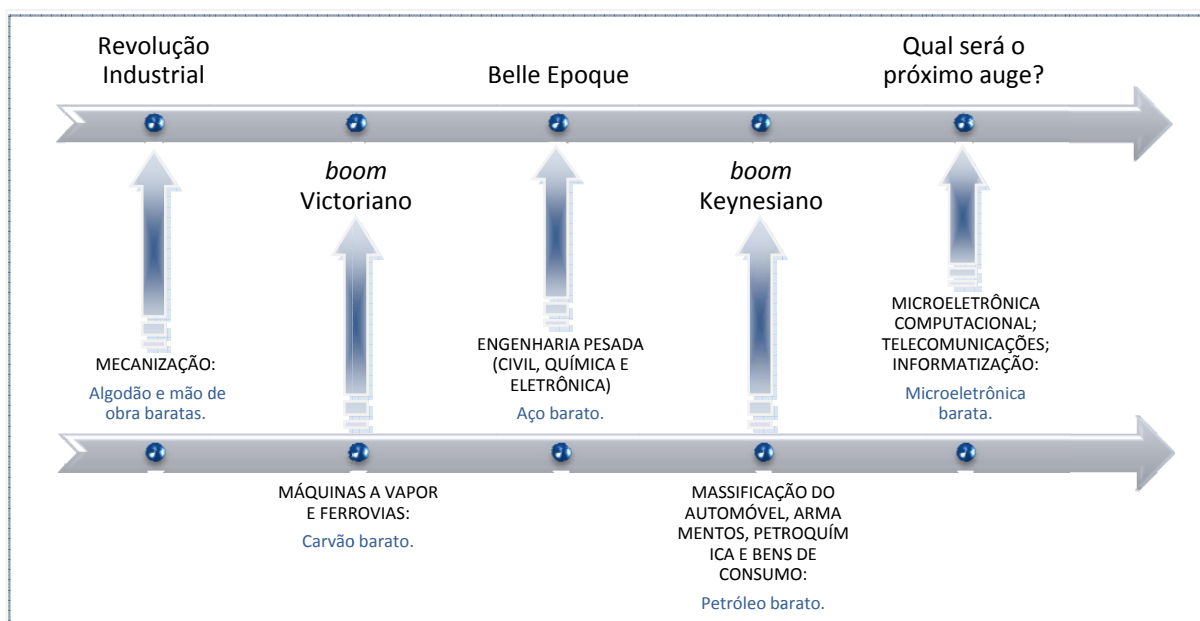 Revolução
Industrial
Belle Epoque
Qual será o
próximo auge?
boom
Victoriano
boom
Keynesiano
MECANIZAÇÃO:
Algodão e mão de
obra baratas.
ENGENHARIA PESADA
(CIVIL, QUÍMICA E
ELETRÔNICA)
Aço barato.
MICROELETRÔNICA
COMPUTACIONAL;
TELECOMUNICAÇÕES;
INFORMATIZAÇÃO:
Microeletrônica
barata.
MÁQUINAS A VAPOR
E FERROVIAS:
Carvão barato.
MASSIFICAÇÃO DO
AUTOMÓVEL, ARMA
MENTOS, PETROQUÍM
ICA E BENS DE
CONSUMO:
Petróleo barato.